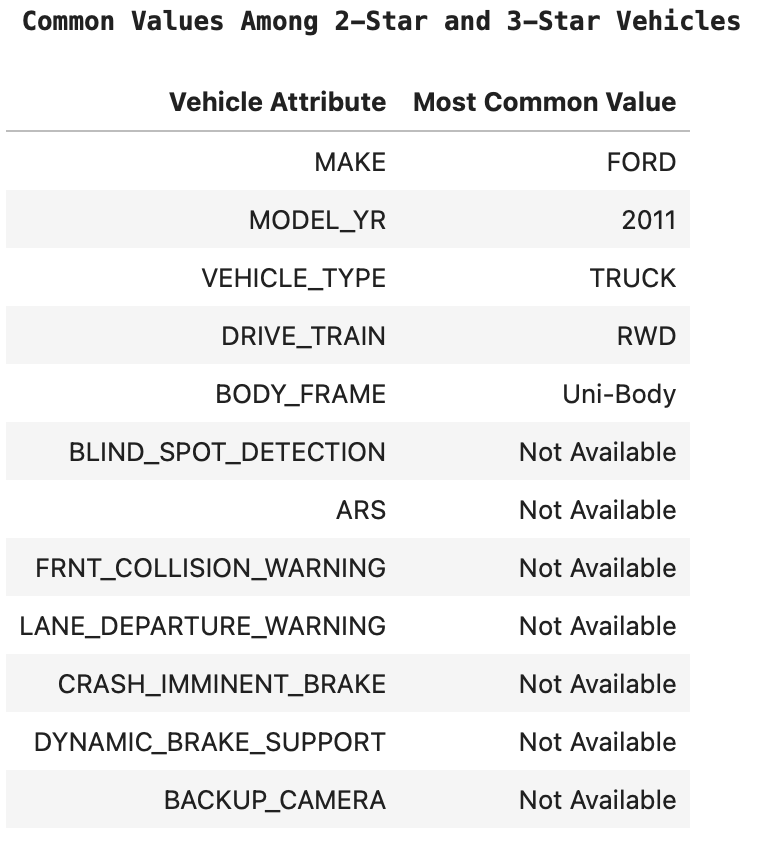 Common Values Among 2-Star and 3-Star Vehicles
Vehicle Attribute Most Common Value
MAKE FORD
MODEL_YR 2011
VEHICLE_TYPE TRUCK
DRIVE_TRAIN RWD
BODY_FRAME Uni-Body
BLIND_SPOT_DETECTION Not Available
ARS Not Available
FRNT_COLLISION_WARNING Not Available
LANE_DEPARTURE_WARNING Not Available
CRASH_IMMINENT_BRAKE Not Available
DYNAMIC_BRAKE_SUPPORT Not Available
BACKUP_CAMERA Not Available